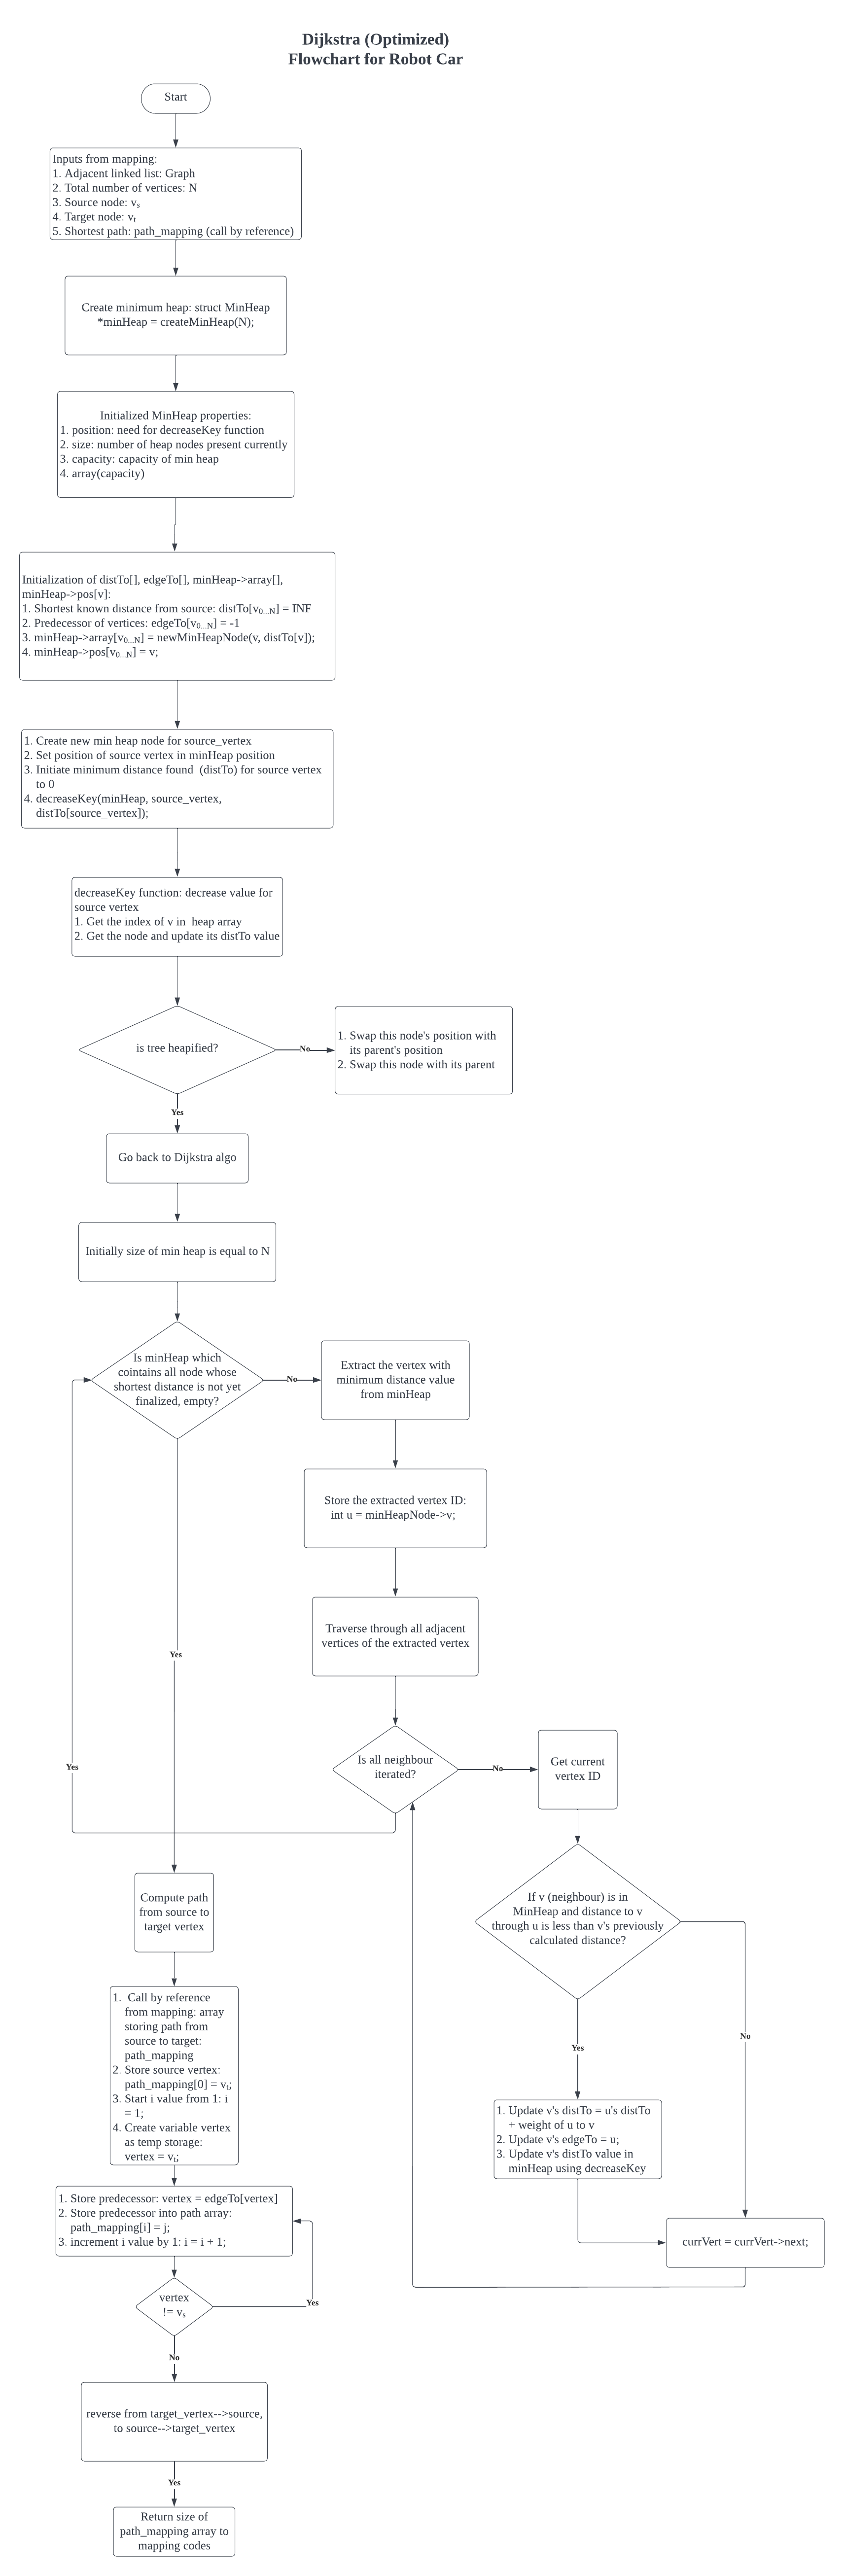 Dijkstra (Optimized)
Flowchart for Robot Car
Start
Inputs from mapping:
1. Adjacent linked list: Graph
2. Total number of vertices: N
3. Source node: vₛ
4. Target node: vₜ
5. Shortest path: path_mapping (call by reference)
Create minimum heap: struct MinHeap
*minHeap = createMinHeap(N);
Initialized MinHeap properties:
1. position: need for decreaseKey function
2. size: number of heap nodes present currently
3. capacity: capacity of min heap
4. array(capacity)
Initialization of distTo[], edgeTo[], minHeap->array[],
minHeap->pos[v]:
1. Shortest known distance from source: distTo[v0...N] = INF
2. Predecessor of vertices: edgeTo[v0...N] = -1
3. minHeap->array[v0...N] = newMinHeapNode(v, distTo[v]);
4. minHeap->pos[v0...N] = v;
1. Create new min heap node for source_vertex
2. Set position of source vertex in minHeap position
3. Initiate minimum distance found (distTo) for source vertex
to 0
4. decreaseKey(minHeap, source_vertex,
distTo[source_vertex]);
decreaseKey function: decrease value for
source vertex
1. Get the index of v in heap array
2. Get the node and update its distTo value
is tree heapified?
No
1. Swap this node's position with
its parent's position
2. Swap this node with its parent
Yes
Go back to Dijkstra algo
Initially size of min heap is equal to N
Is minHeap which
cointains all node whose
shortest distance is not yet
finalized, empty?
No
Extract the vertex with
minimum distance value
from minHeap
Store the extracted vertex ID:
int u = minHeapNode->v;
Traverse through all adjacent
vertices of the extracted vertex
Yes
Is all neighbour
iterated?
No
Get current
vertex ID
Yes
If v (neighbour) is in
MinHeap and distance to v
through u is less than v's previously
calculated distance?
No
Yes
1. Update v's distTo = u's distTo
+ weight of u to v
2. Update v's edgeTo = u;
3. Update v's distTo value in
minHeap using decreaseKey
currVert = currVert->next;
Compute path
from source to
target vertex
1. Call by reference
from mapping: array
storing path from
source to target:
path_mapping
2. Store source vertex:
path_mapping[0] = vₜ;
3. Start i value from 1: i
= 1;
4. Create variable vertex
as temp storage:
vertex = vₜ;
1. Store predecessor: vertex = edgeTo[vertex]
2. Store predecessor into path array:
path_mapping[i] = j;
3. increment i value by 1: i = i + 1;
vertex
!= vₛ
Yes
No
reverse from target_vertex-->source,
to source-->target_vertex
Yes
Return size of
path_mapping array to
mapping codes